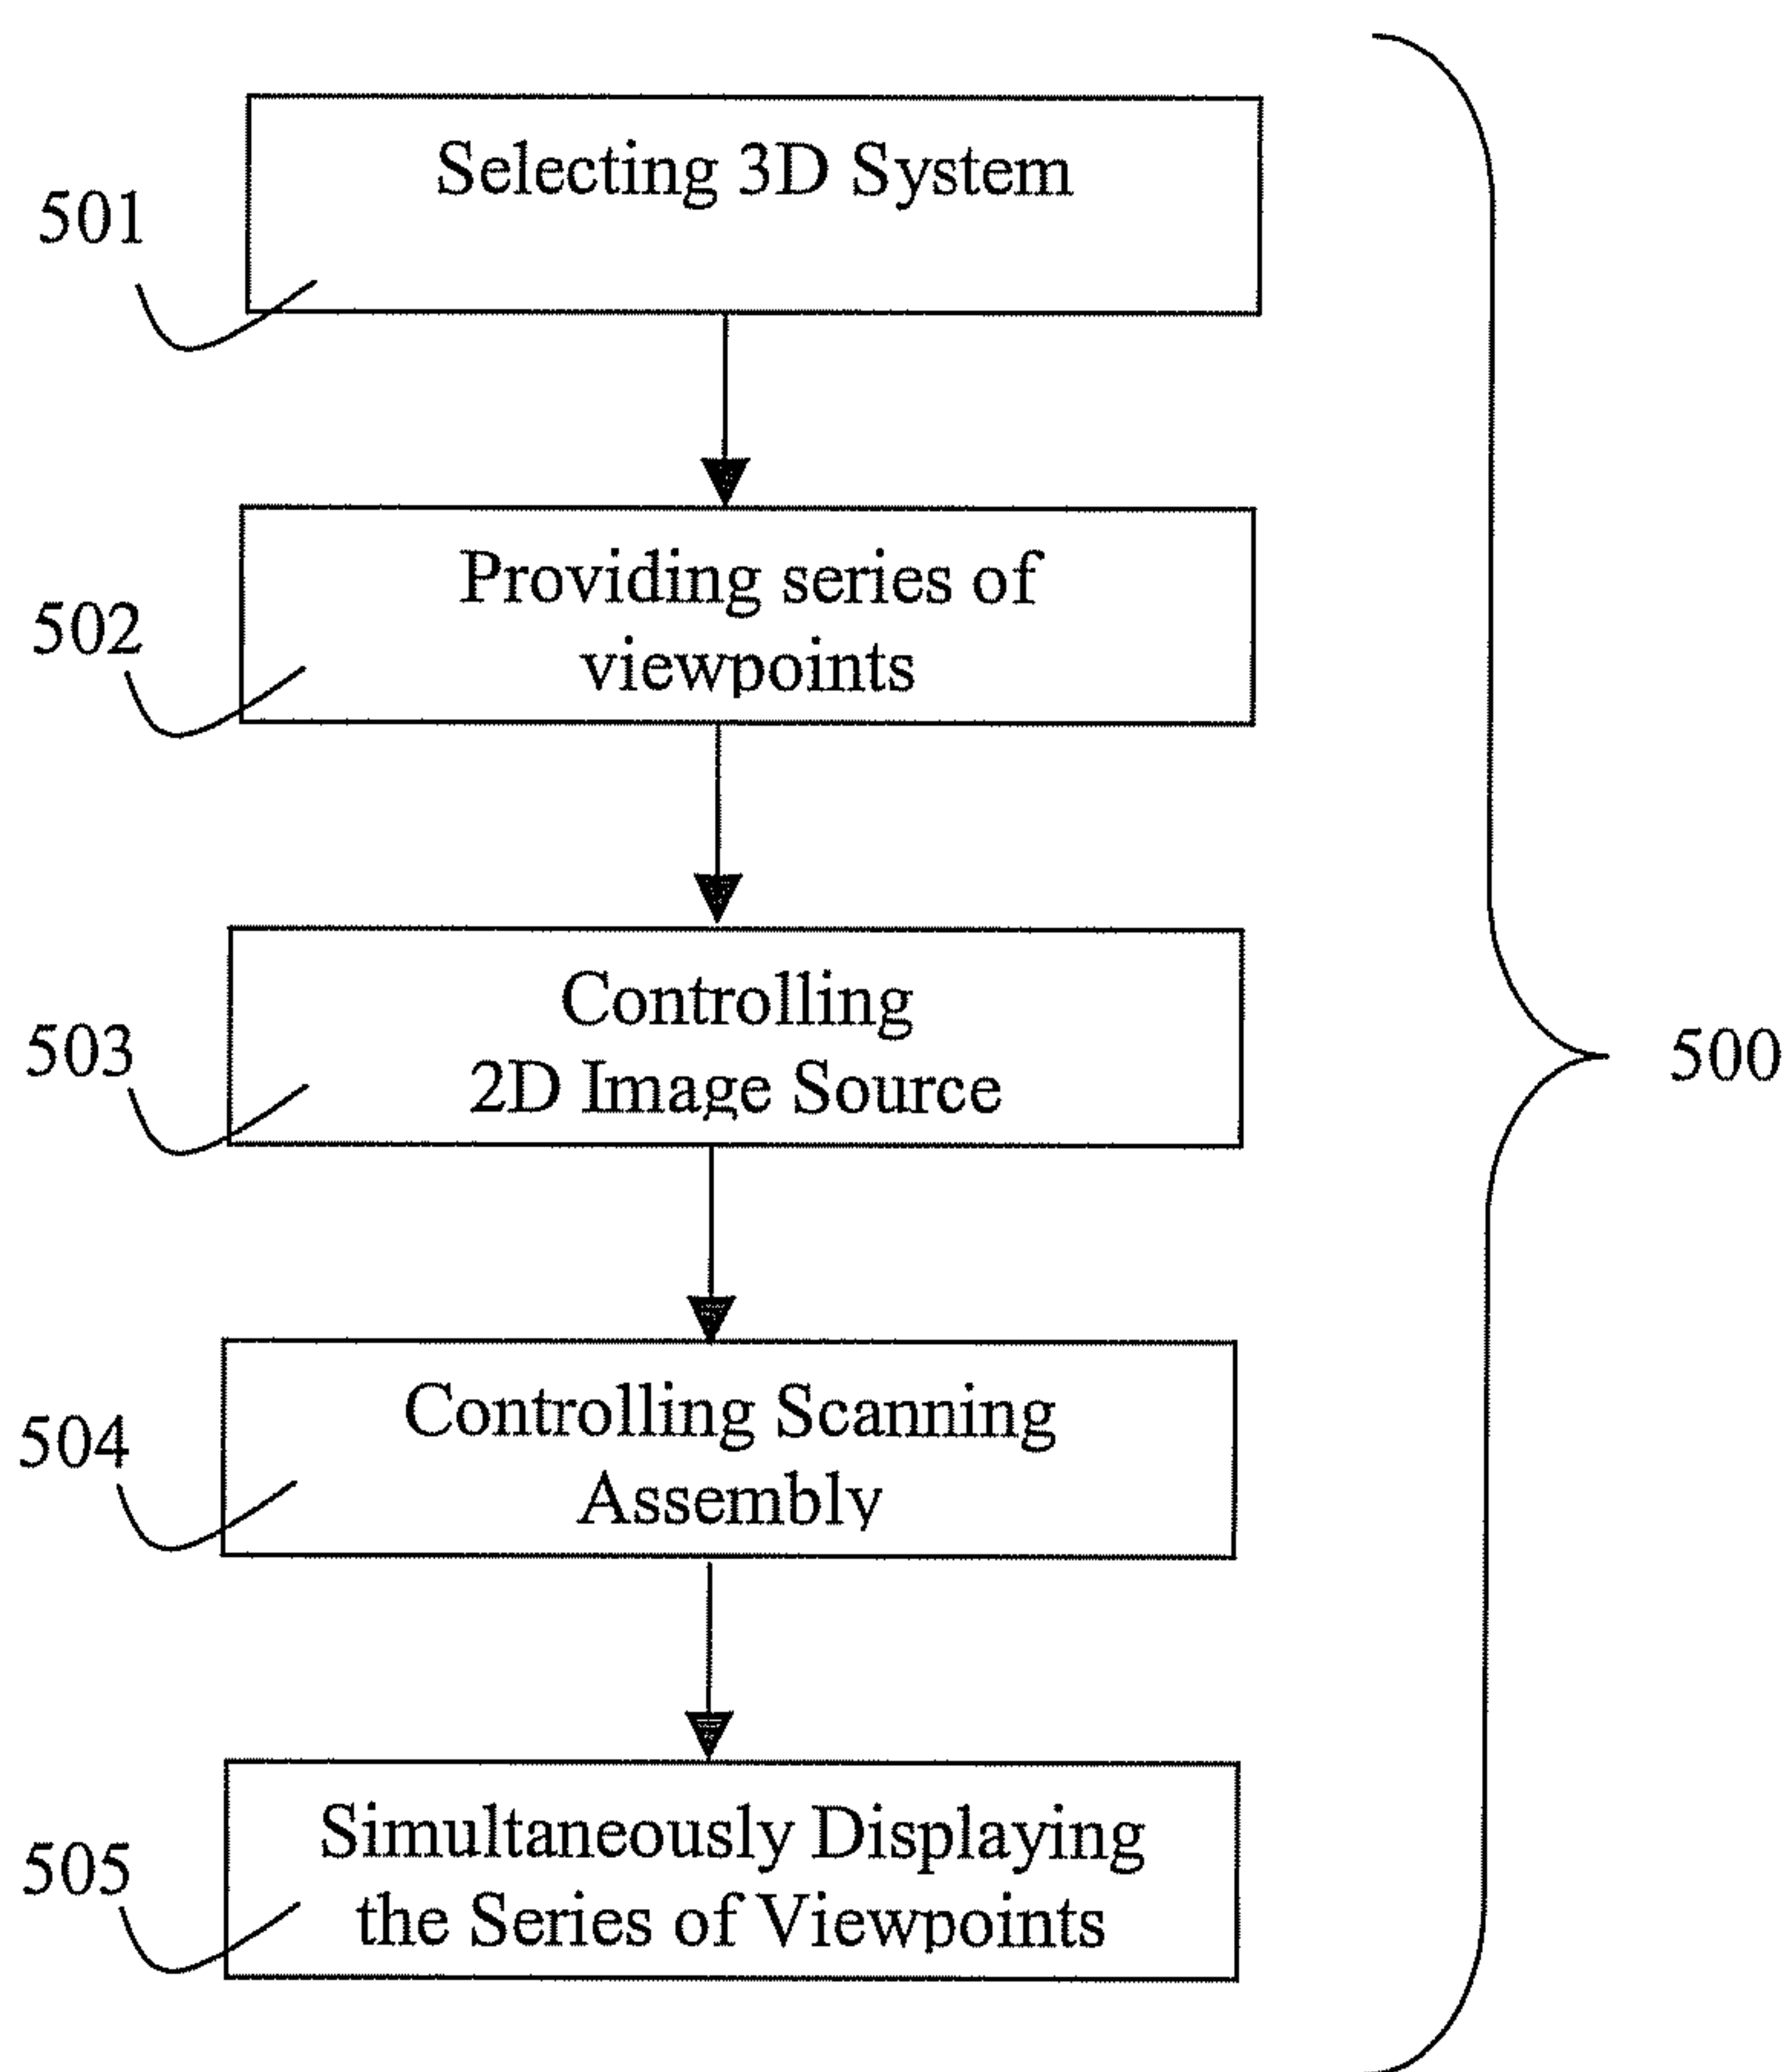 Selecting 3D System
501
Providing series of
viewpoints
502
Controlling
2D Image Source
503
500
Controlling Scanning
Assembly
504
Simultaneously Displaying
the Series of Viewpoints
505